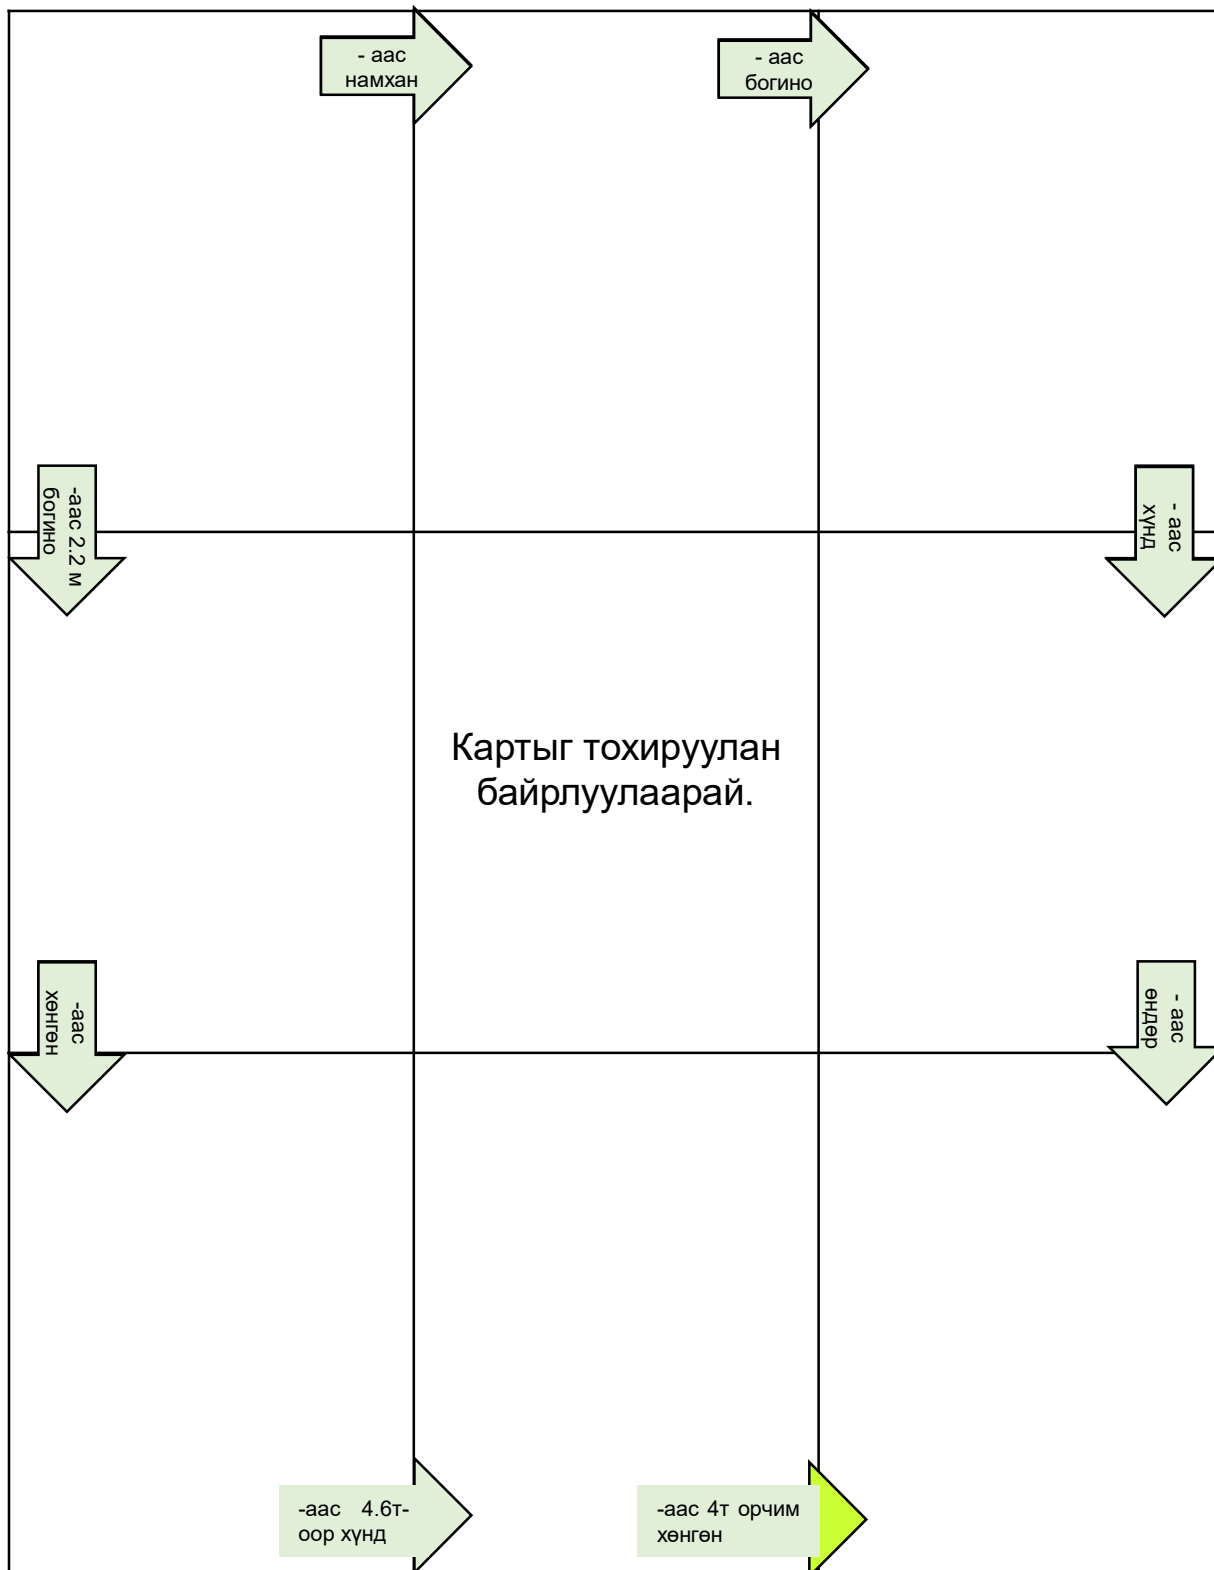 - аас
намхан
- аас
богино
-аас 2.2 м
богино
- аас
хүнд
Картыг тохируулан
байрлуулаарай.
-аас
хөнгөн
- аас
өндөр
-аас 4.6т-
оор хүнд
-аас 4т орчим
хөнгөн